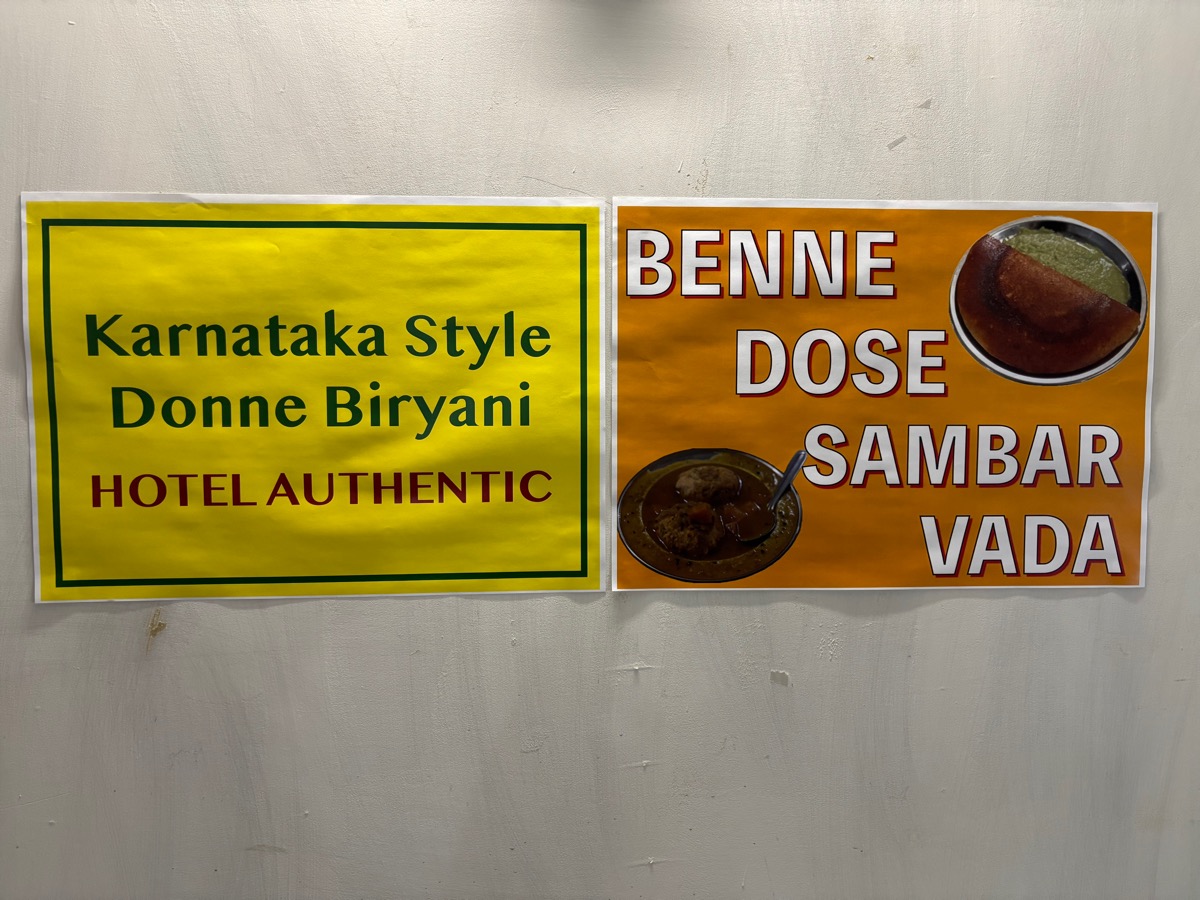 Karnataka Style
Donne Biryani
HOTEL AUTHENTIC
BENNE
DOSE
SAMBAR
VADA